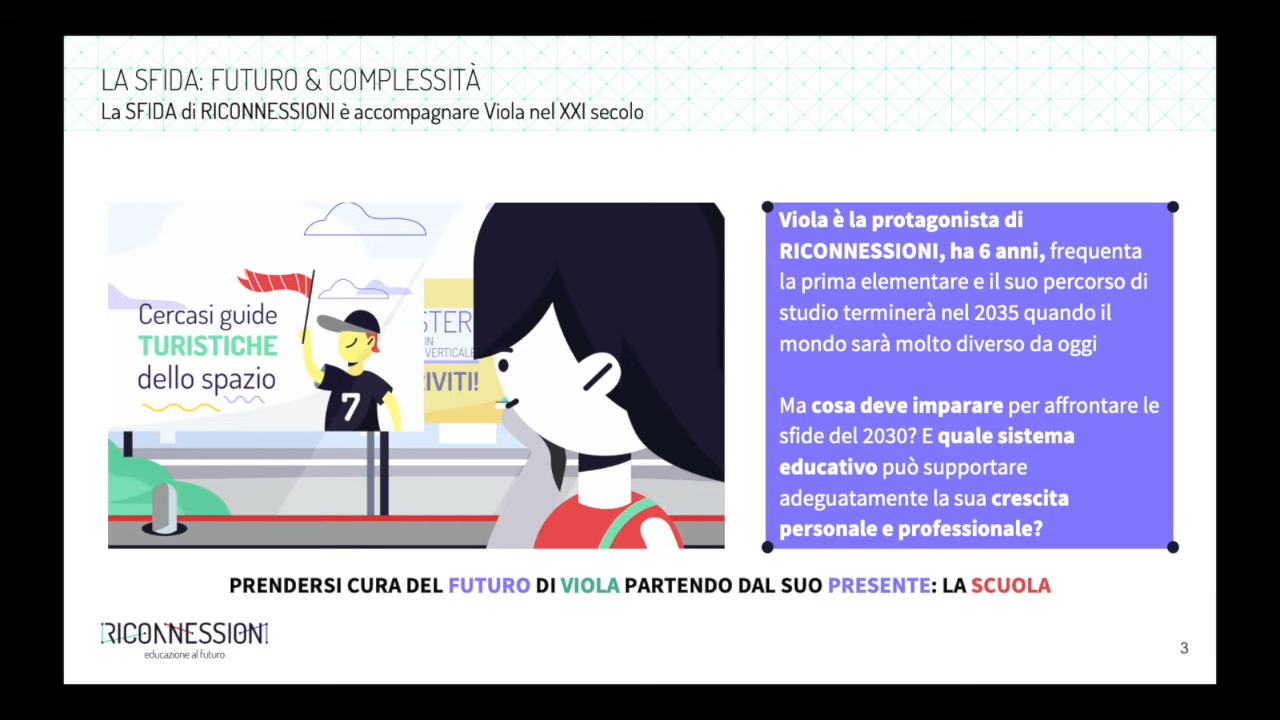 LA SFIDA: FUTURO & COMPLESSITÀ
La SFIDA di RICONNESSIONI è accompagnare Viola nel XXI secolo
Cercasi guide
TURISTICHE
dello spazio
7
STER
IN
VERTICALE
RIVITI!
Viola è la protagonista di
RICONNESSIONI, ha 6 anni, frequenta
la prima elementare e il suo percorso di
studio terminerà nel 2035 quando il
mondo sarà molto diverso da oggi
Ma cosa deve imparare per affrontare le
sfide del 2030? E quale sistema
educativo può supportare
adeguatamente la sua crescita
personale e professionale?
PRENDERSI CURA DEL FUTURO DI VIOLA PARTENDO DAL SUO PRESENTE: LA SCUOLA
RICONNESSIONI
educazione al futuro
3